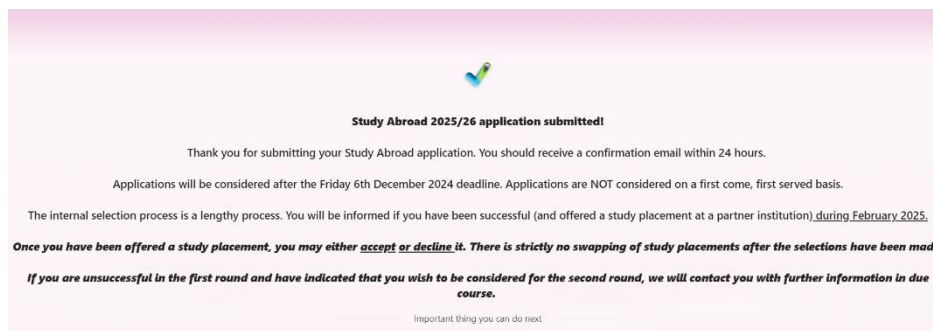 Study Abroad 2025/26 application submitted!
Thank you for submitting your Study Abroad application. You should receive a confirmation email within 24 hours.
Applications will be considered after the Friday 6th December 2024 deadline. Applications are NOT considered on a first come, first served basis.
The internal selection process is a lengthy process. You will be informed if you have been successful (and offered a study placement at a partner institution) during February 2025.
Once you have been offered a study placement, you may either accept or decline it. There is strictly no swapping of study placements after the selections have been mad
If you are unsuccessful in the first round and have indicated that you wish to be considered for the second round, we will contact you with further information in due
course.
Important thing you can do next